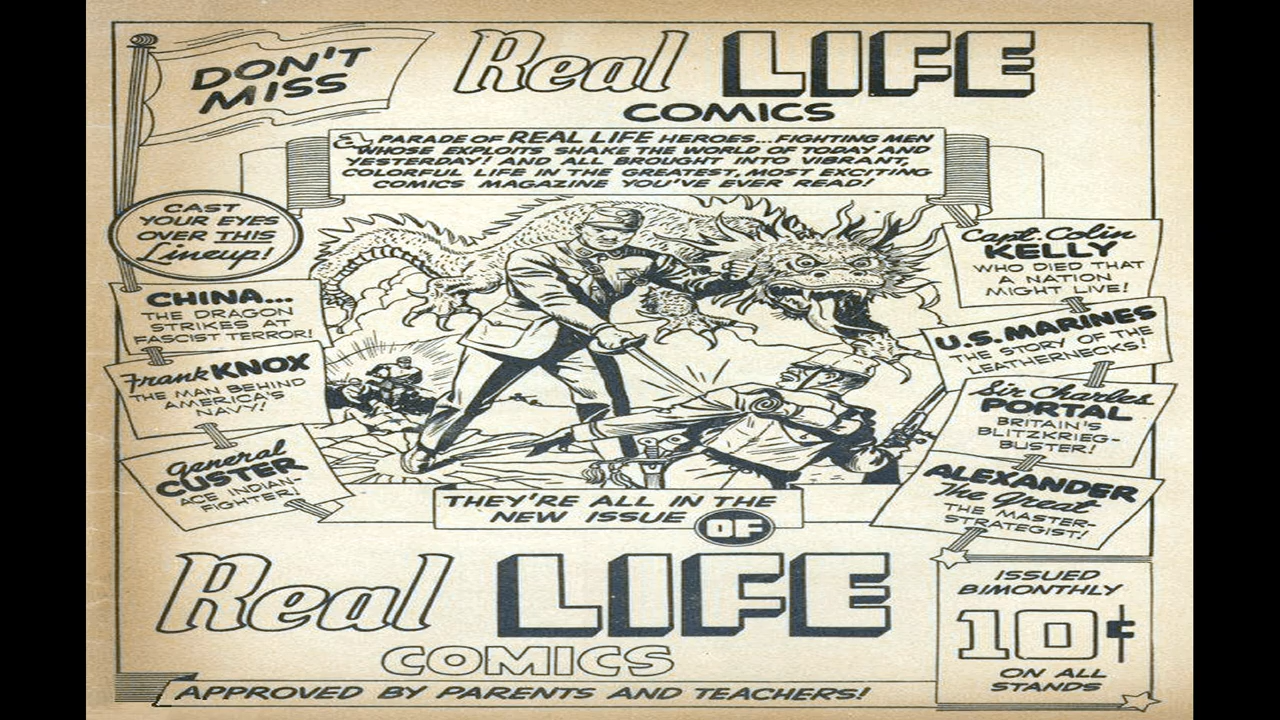 DON'T
MISS
Real LIFE
COMICS
A PARADE OF REAL LIFE HEROES... FIGHTING MEN
WHOSE EXPLOITS SHAKE THE WORLD OF TODAY AND
YESTERDAY! AND ALL BROUGHT INTO VIBRANT,
COLORFUL LIFE IN THE GREATEST, MOST EXCITING
COMICS MAGAZINE YOU'VE EVER READ!
CAST
YOUR EYES
OVER THIS
Lineup!
CHINA...
THE DRAGON
STRIKES AT
FASCIST TERROR!
Frank KNOX
THE MAN BEHIND
AMERICA'S
NAVY!
General
CUSTER
ACE INDIAN-
FIGHTER!
Capt. Colin
KELLY
WHO DIED THAT
A NATION
MIGHT LIVE!
U.S. MARINES
THE STORY OF THE
LEATHERNECKS!
Sir Charles
PORTAL
BRITAIN'S
BLITZKRIEG-
BUSTER!
ALEXANDER
The Great
THE MASTER-
STRATEGIST!
THEY'RE ALL IN THE
NEW ISSUE OF
Real LIFE
COMICS
APPROVED BY PARENTS AND TEACHERS!
ISSUED
BIMONTHLY
10¢
ON ALL
STANDS